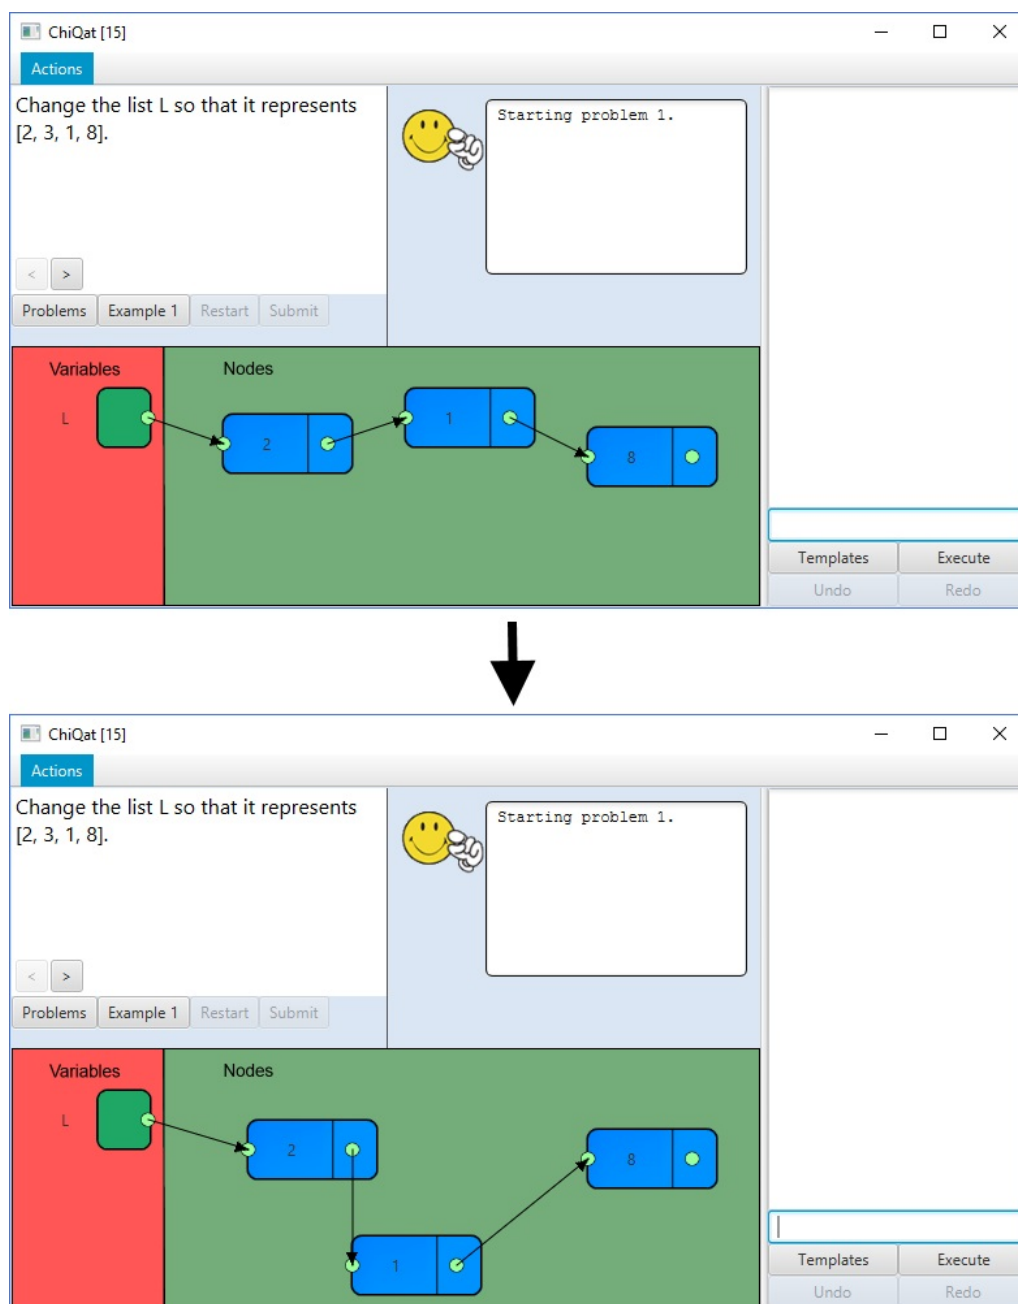 ChiQat [15]
Actions
Change the list L so that it represents
[2, 3, 1, 8].
Starting problem 1.
< >
Problems Example 1 Restart Submit
Variables Nodes
L
2
1
8
Templates Execute
Undo Redo
ChiQat [15]
Actions
Change the list L so that it represents
[2, 3, 1, 8].
Starting problem 1.
< >
Problems Example 1 Restart Submit
Variables Nodes
L
2
8
1
Templates Execute
Undo Redo